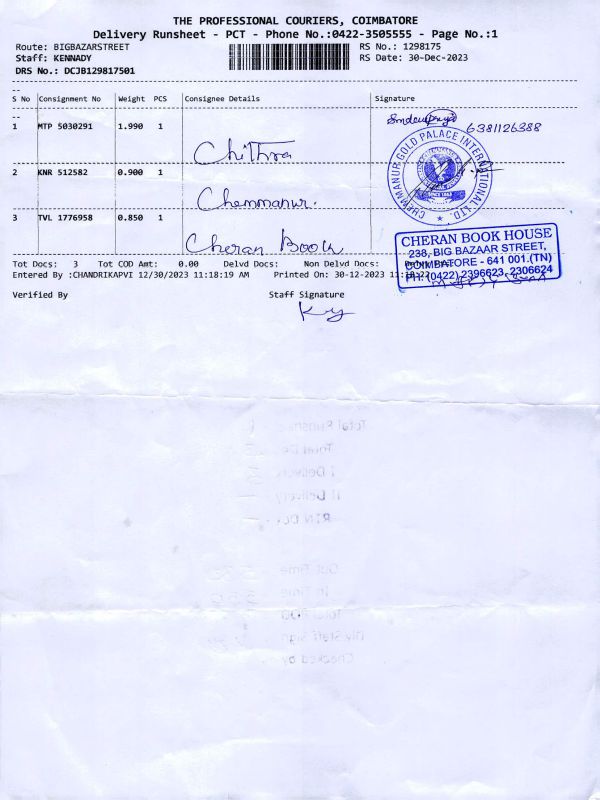 THE PROFESSIONAL COURIERS, COIMBATORE
Delivery Runsheet - PCT - Phone No.:0422-3505555 - Page No.:1
Route: BIGBAZARSTREET RS No.: 1298175
Staff: KENNADY RS Date: 30-Dec-2023
DRS No.: DCJB129817501
S No Consignment No Weight PCS Consignee Details Signature
1 MTP 5030291 1.990 1 6381126388
Chithra
2 KNR 512582 0.900 1
Chemmanur.
CHEMMANUR GOLD PALACE INTERNATIONAL LTD.
3 TVL 1776958 0.850 1
Cheran Book
CHERAN BOOK HOUSE
238, BIG BAZAAR STREET,
COIMBATORE - 641 001.(TN)
PH: (0422) 2396623, 2306624
Tot Docs: 3 Tot COD Amt: 0.00 Delvd Docs: Non Delvd Docs:
Entered By :CHANDRIKAPVI 12/30/2023 11:18:19 AM Printed On: 30-12-2023
Verified By Staff Signature